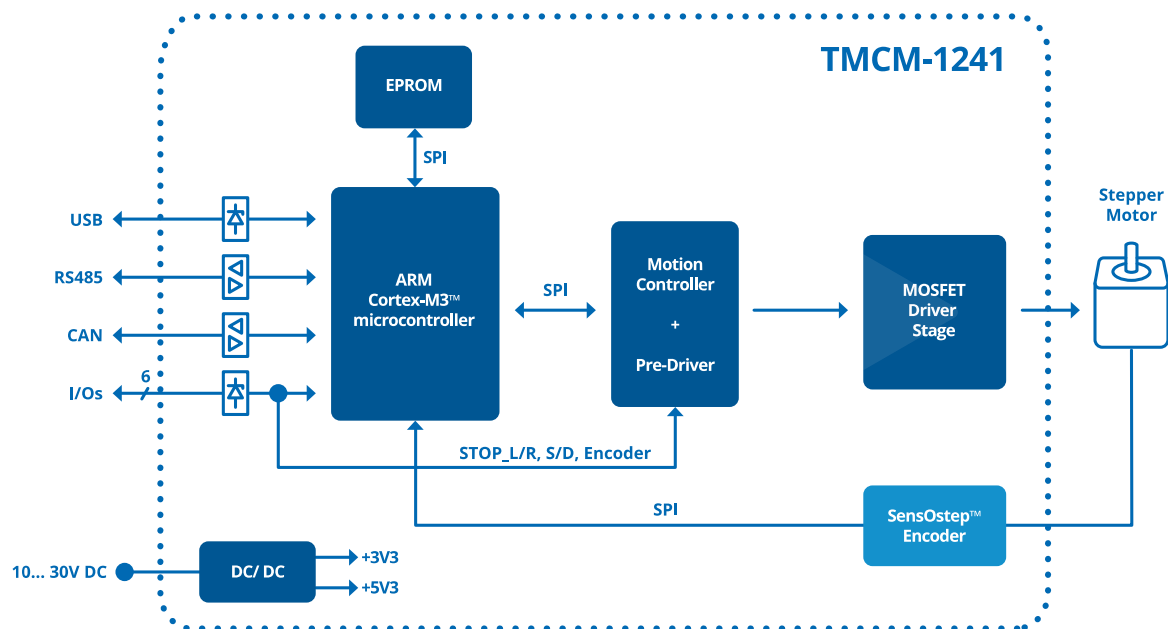 TMCM-1241
EPROM
SPI
Stepper
Motor
USB
RS485
CAN
I/Os
6
ARM
Cortex-M3™
microcontroller
SPI
Motion
Controller
+
Pre-Driver
MOSFET
Driver
Stage
STOP_L/R, S/D, Encoder
SPI
SensOstep™
Encoder
10... 30V DC
DC/ DC
+3V3
+5V3